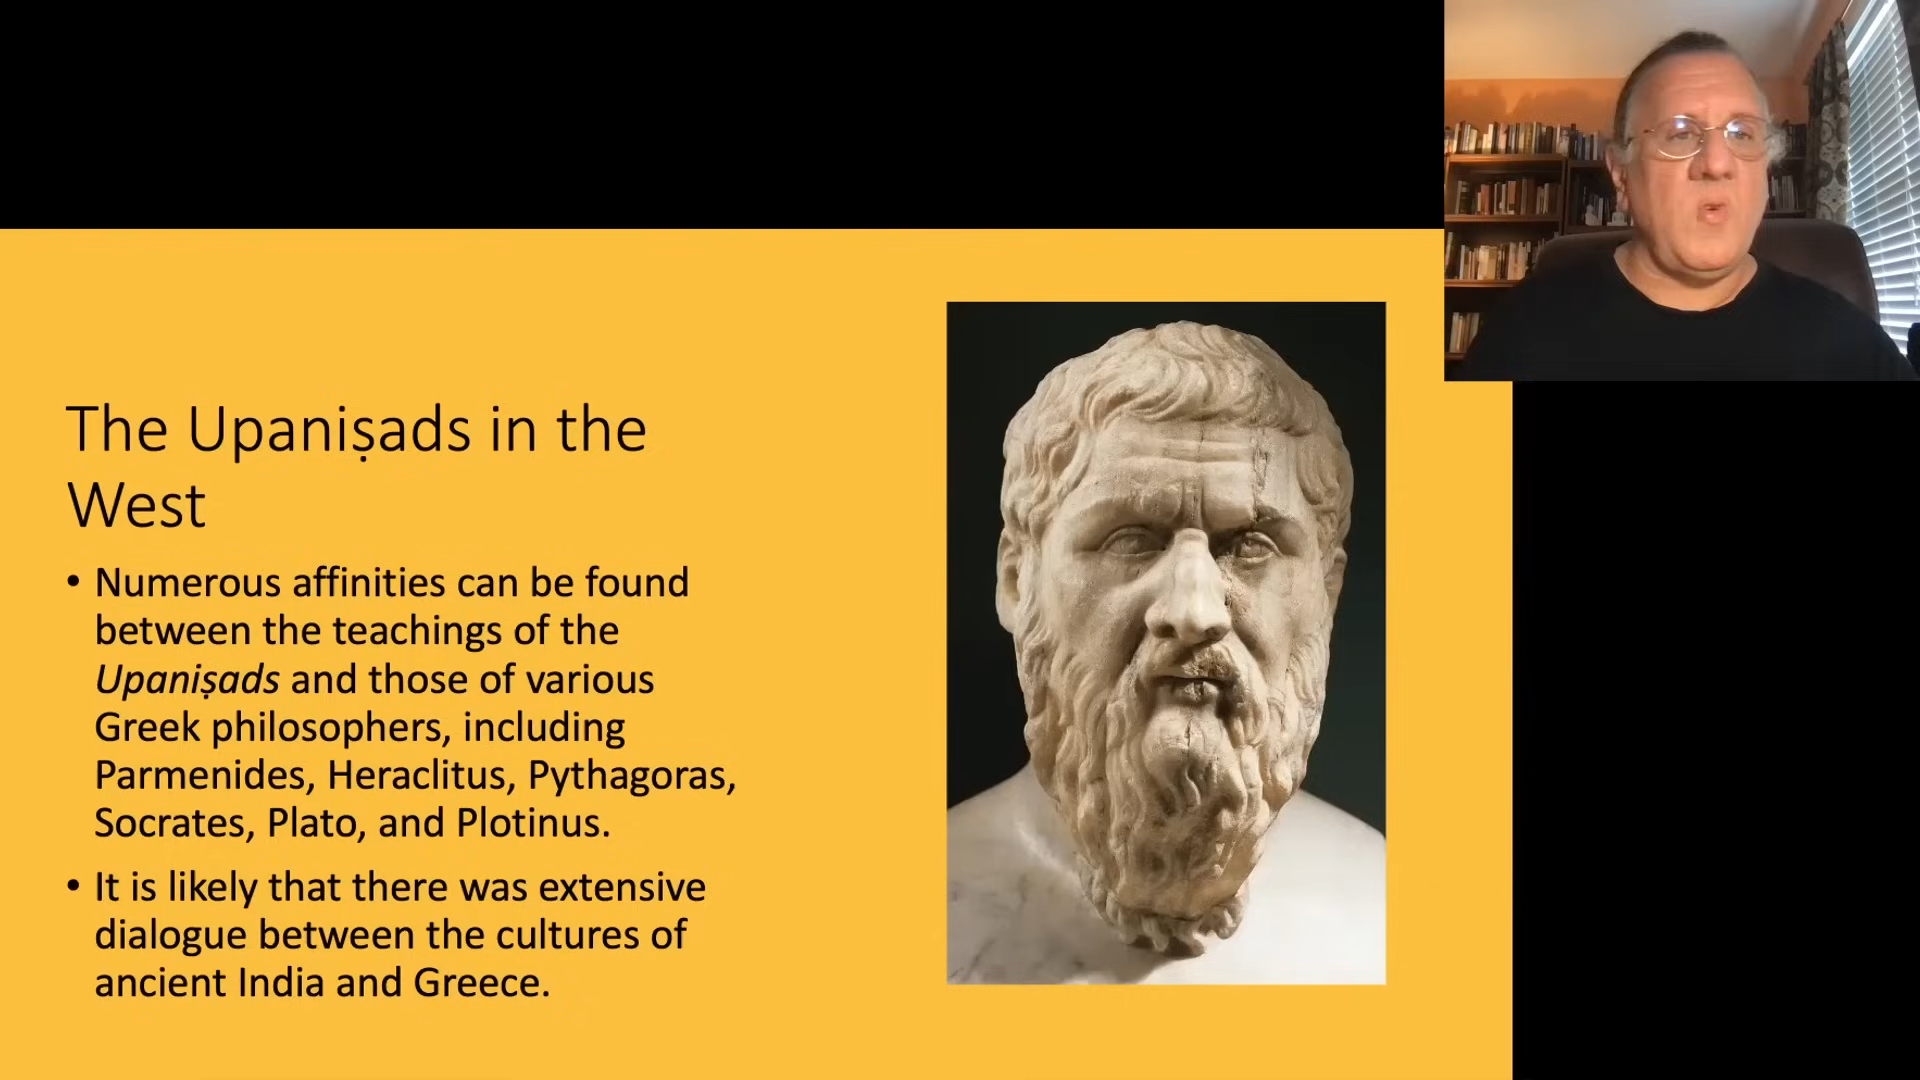 The Upaniṣads in the
West
• Numerous affinities can be found
between the teachings of the
Upaniṣads and those of various
Greek philosophers, including
Parmenides, Heraclitus, Pythagoras,
Socrates, Plato, and Plotinus.
• It is likely that there was extensive
dialogue between the cultures of
ancient India and Greece.